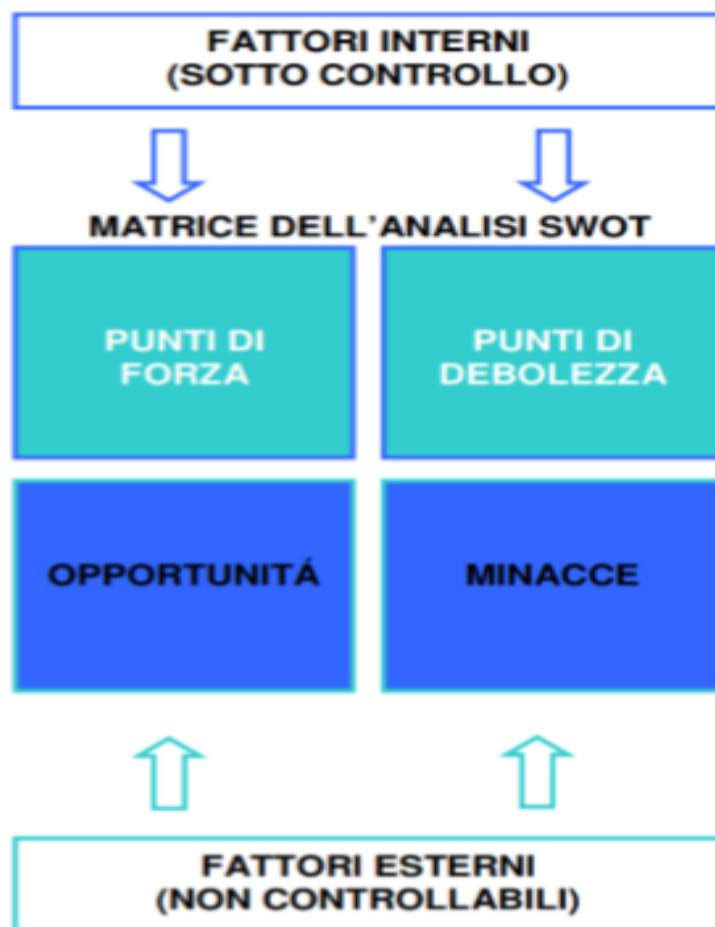 FATTORI INTERNI
(SOTTO CONTROLLO)
MATRICE DELL'ANALISI SWOT
PUNTI DI
FORZA
PUNTI DI
DEBOLEZZA
OPPORTUNITÁ
MINACCE
FATTORI ESTERNI
(NON CONTROLLABILI)